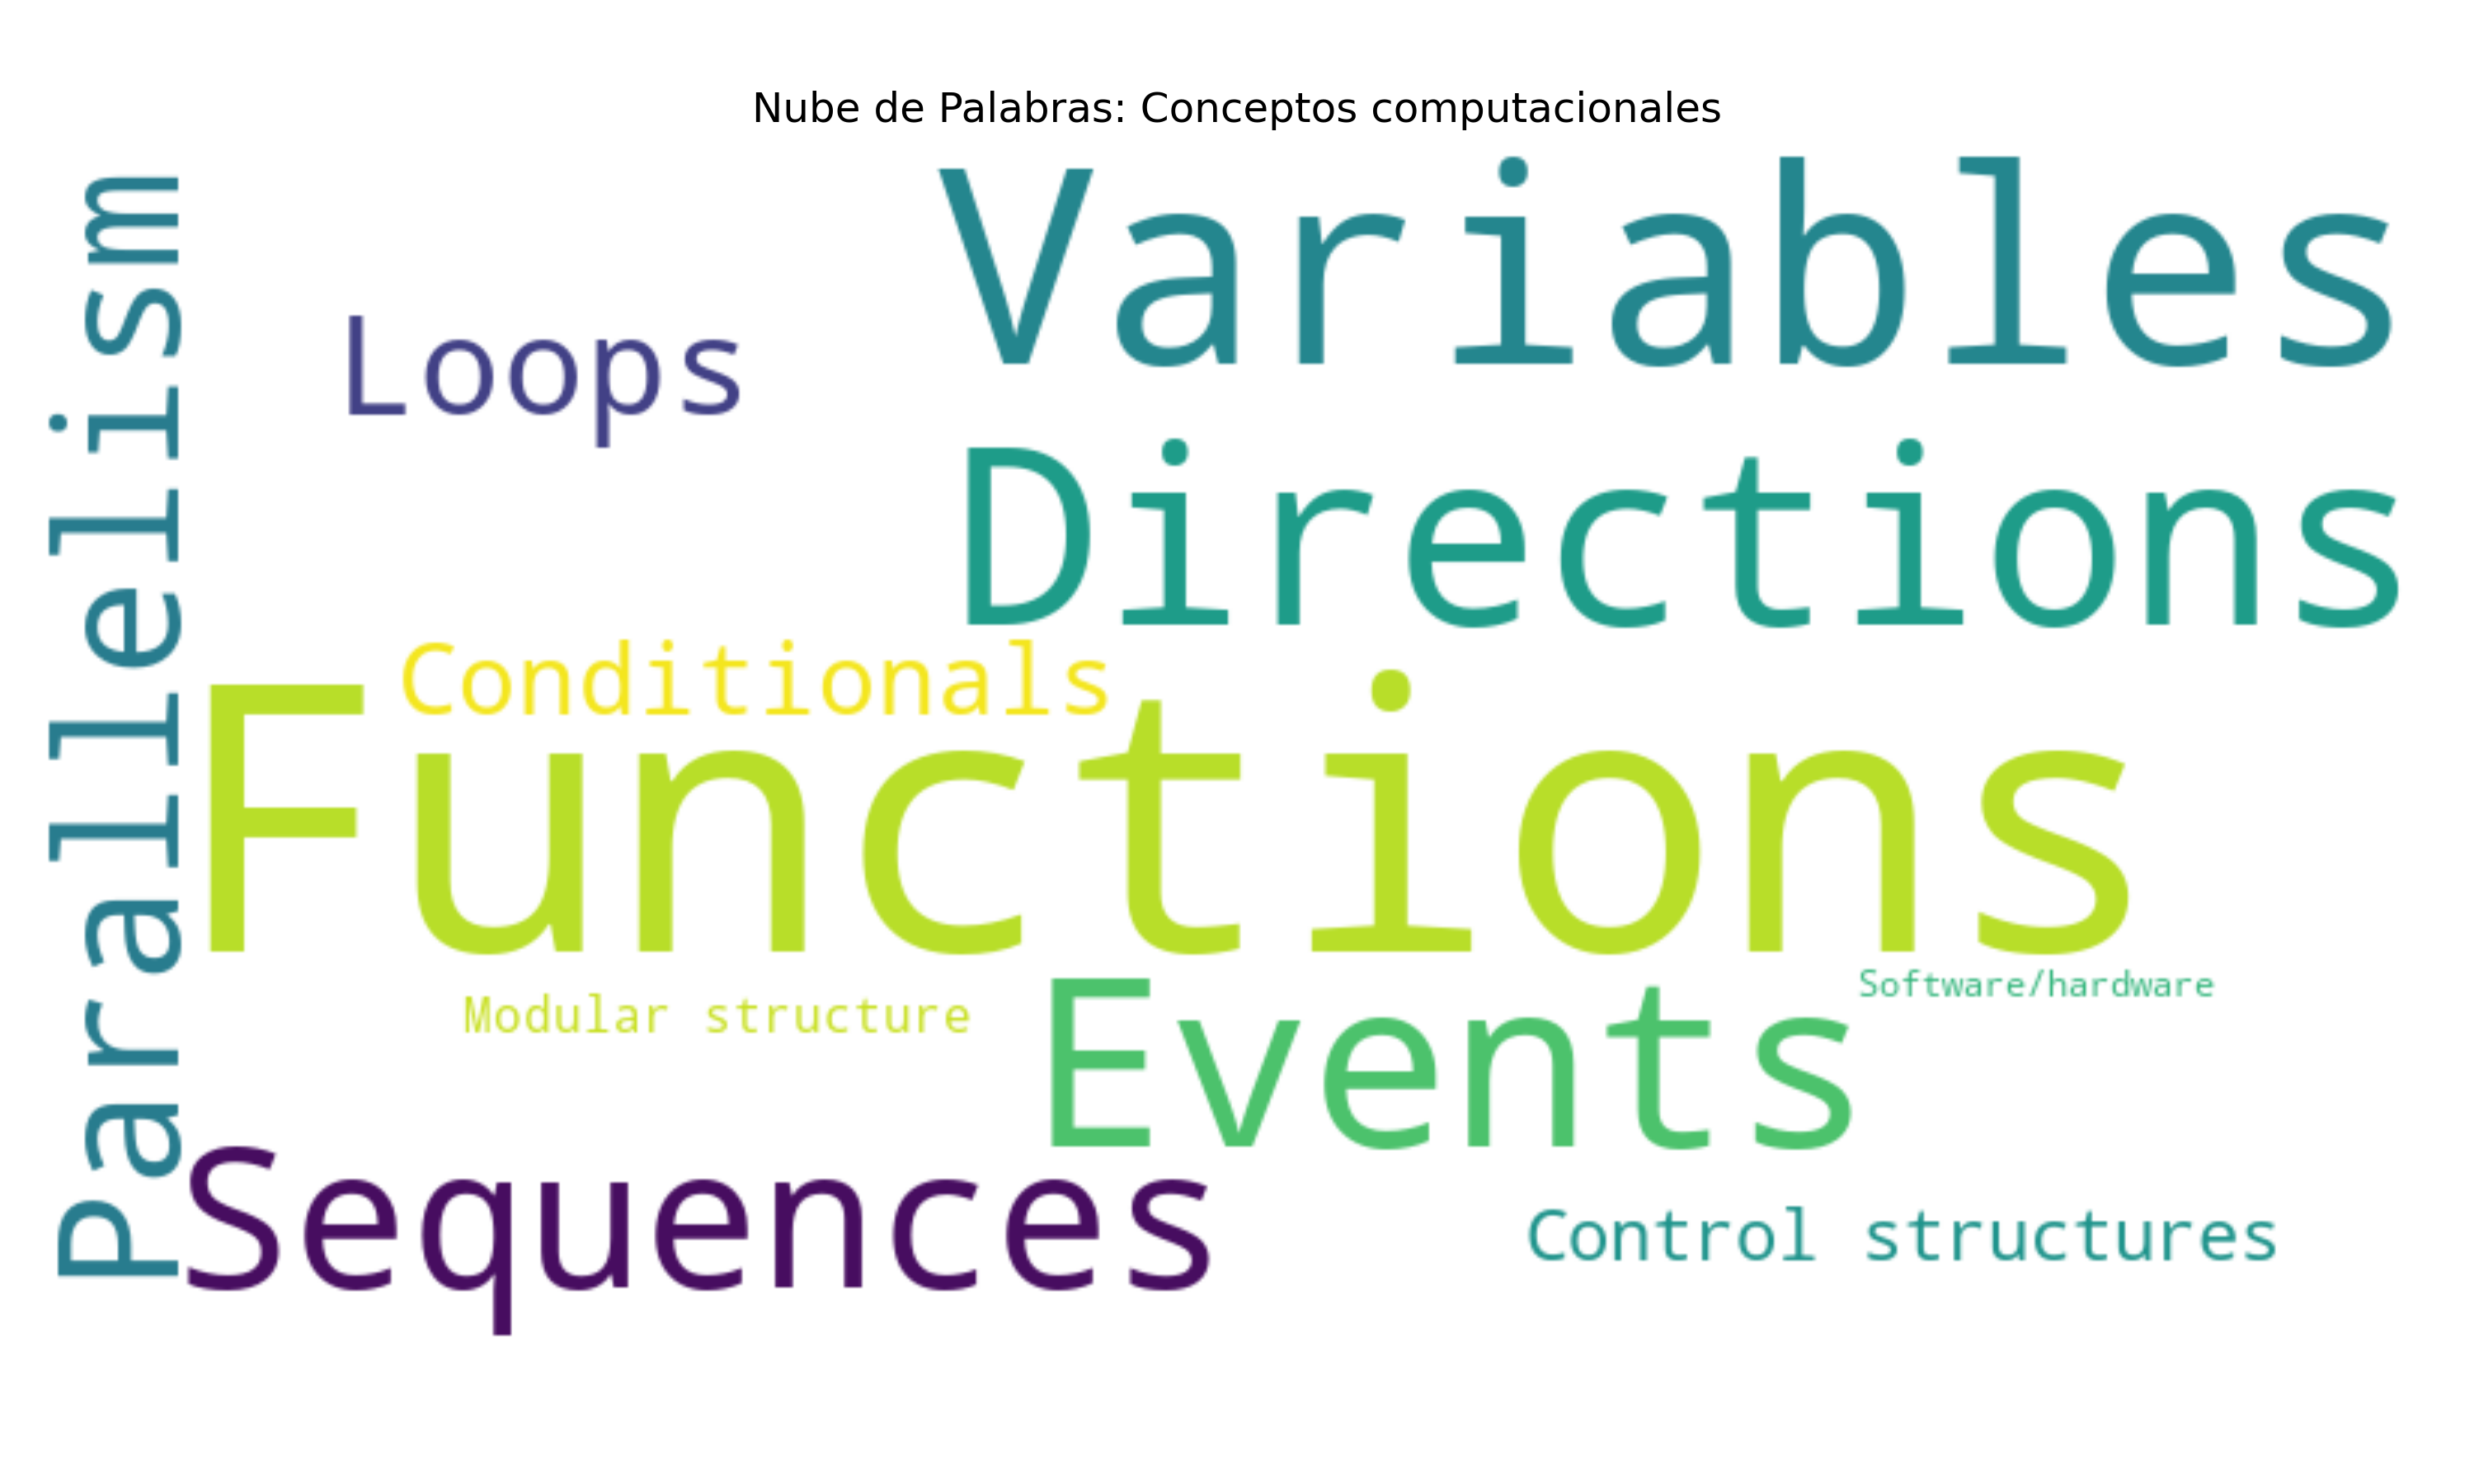 Nube de Palabras: Conceptos computacionales
Parallelism
Variables
Loops
Directions
Conditionals
Functions
Software/hardware
Modular structure
Events
Sequences
Control structures